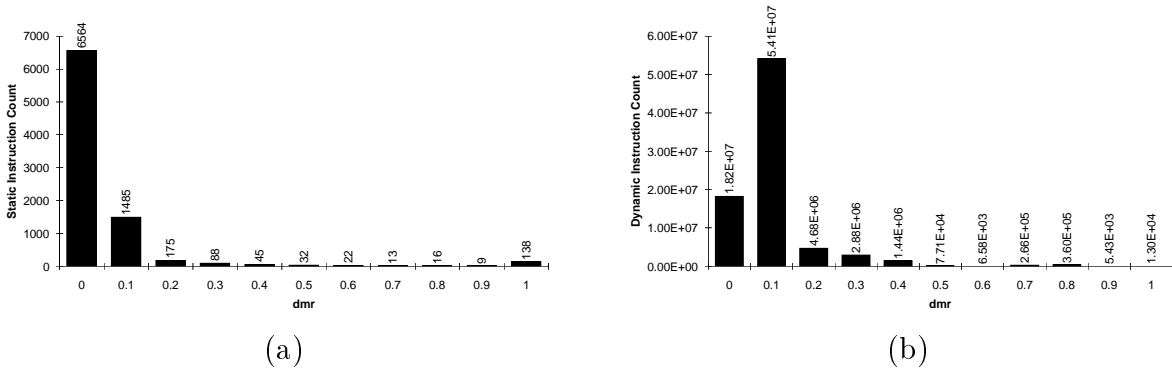 Static Instruction Count
7000
6000
5000
4000
3000
2000
1000
0
6564
1485
175
88
45
32
22
13
16
9
138
0 0.1 0.2 0.3 0.4 0.5 0.6 0.7 0.8 0.9 1
dmr
(a)
Dynamic Instruction Count
6.00E+07
5.00E+07
4.00E+07
3.00E+07
2.00E+07
1.00E+07
0.00E+00
1.82E+07
5.41E+07
4.68E+06
2.88E+06
1.44E+06
7.71E+04
6.58E+03
2.66E+05
3.60E+05
5.43E+03
1.30E+04
0 0.1 0.2 0.3 0.4 0.5 0.6 0.7 0.8 0.9 1
dmr
(b)